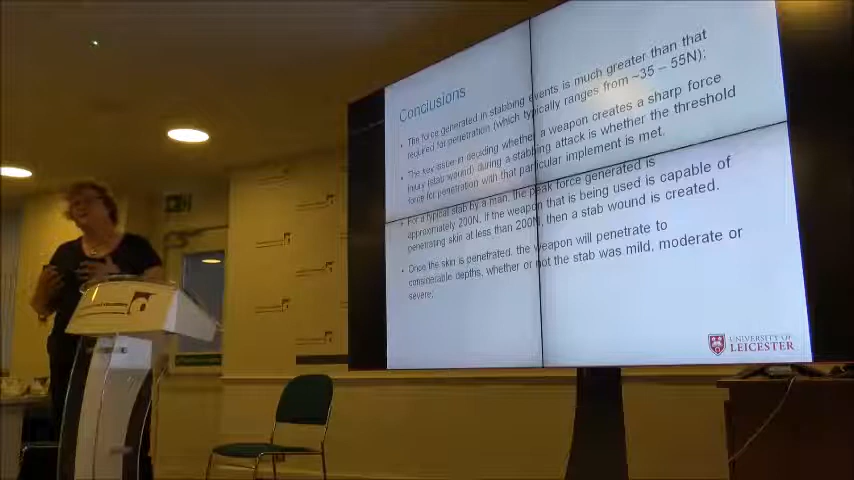 Conclusions
• The force generated in stabbing events is much greater than that
required for penetration (which typically ranges from ~35 – 55N);
• The key issue in deciding whether a weapon creates a sharp force
injury (stab wound) during a stabbing attack is whether the threshold
force for penetration with that particular implement is met.
• For a typical stab by a man, the peak force generated is
approximately 200N. If the weapon that is being used is capable of
penetrating skin at less than 200N, then a stab wound is created.
• Once the skin is penetrated, the weapon will penetrate to
considerable depths, whether or not the stab was mild, moderate or
severe.
UNIVERSITY OF
LEICESTER